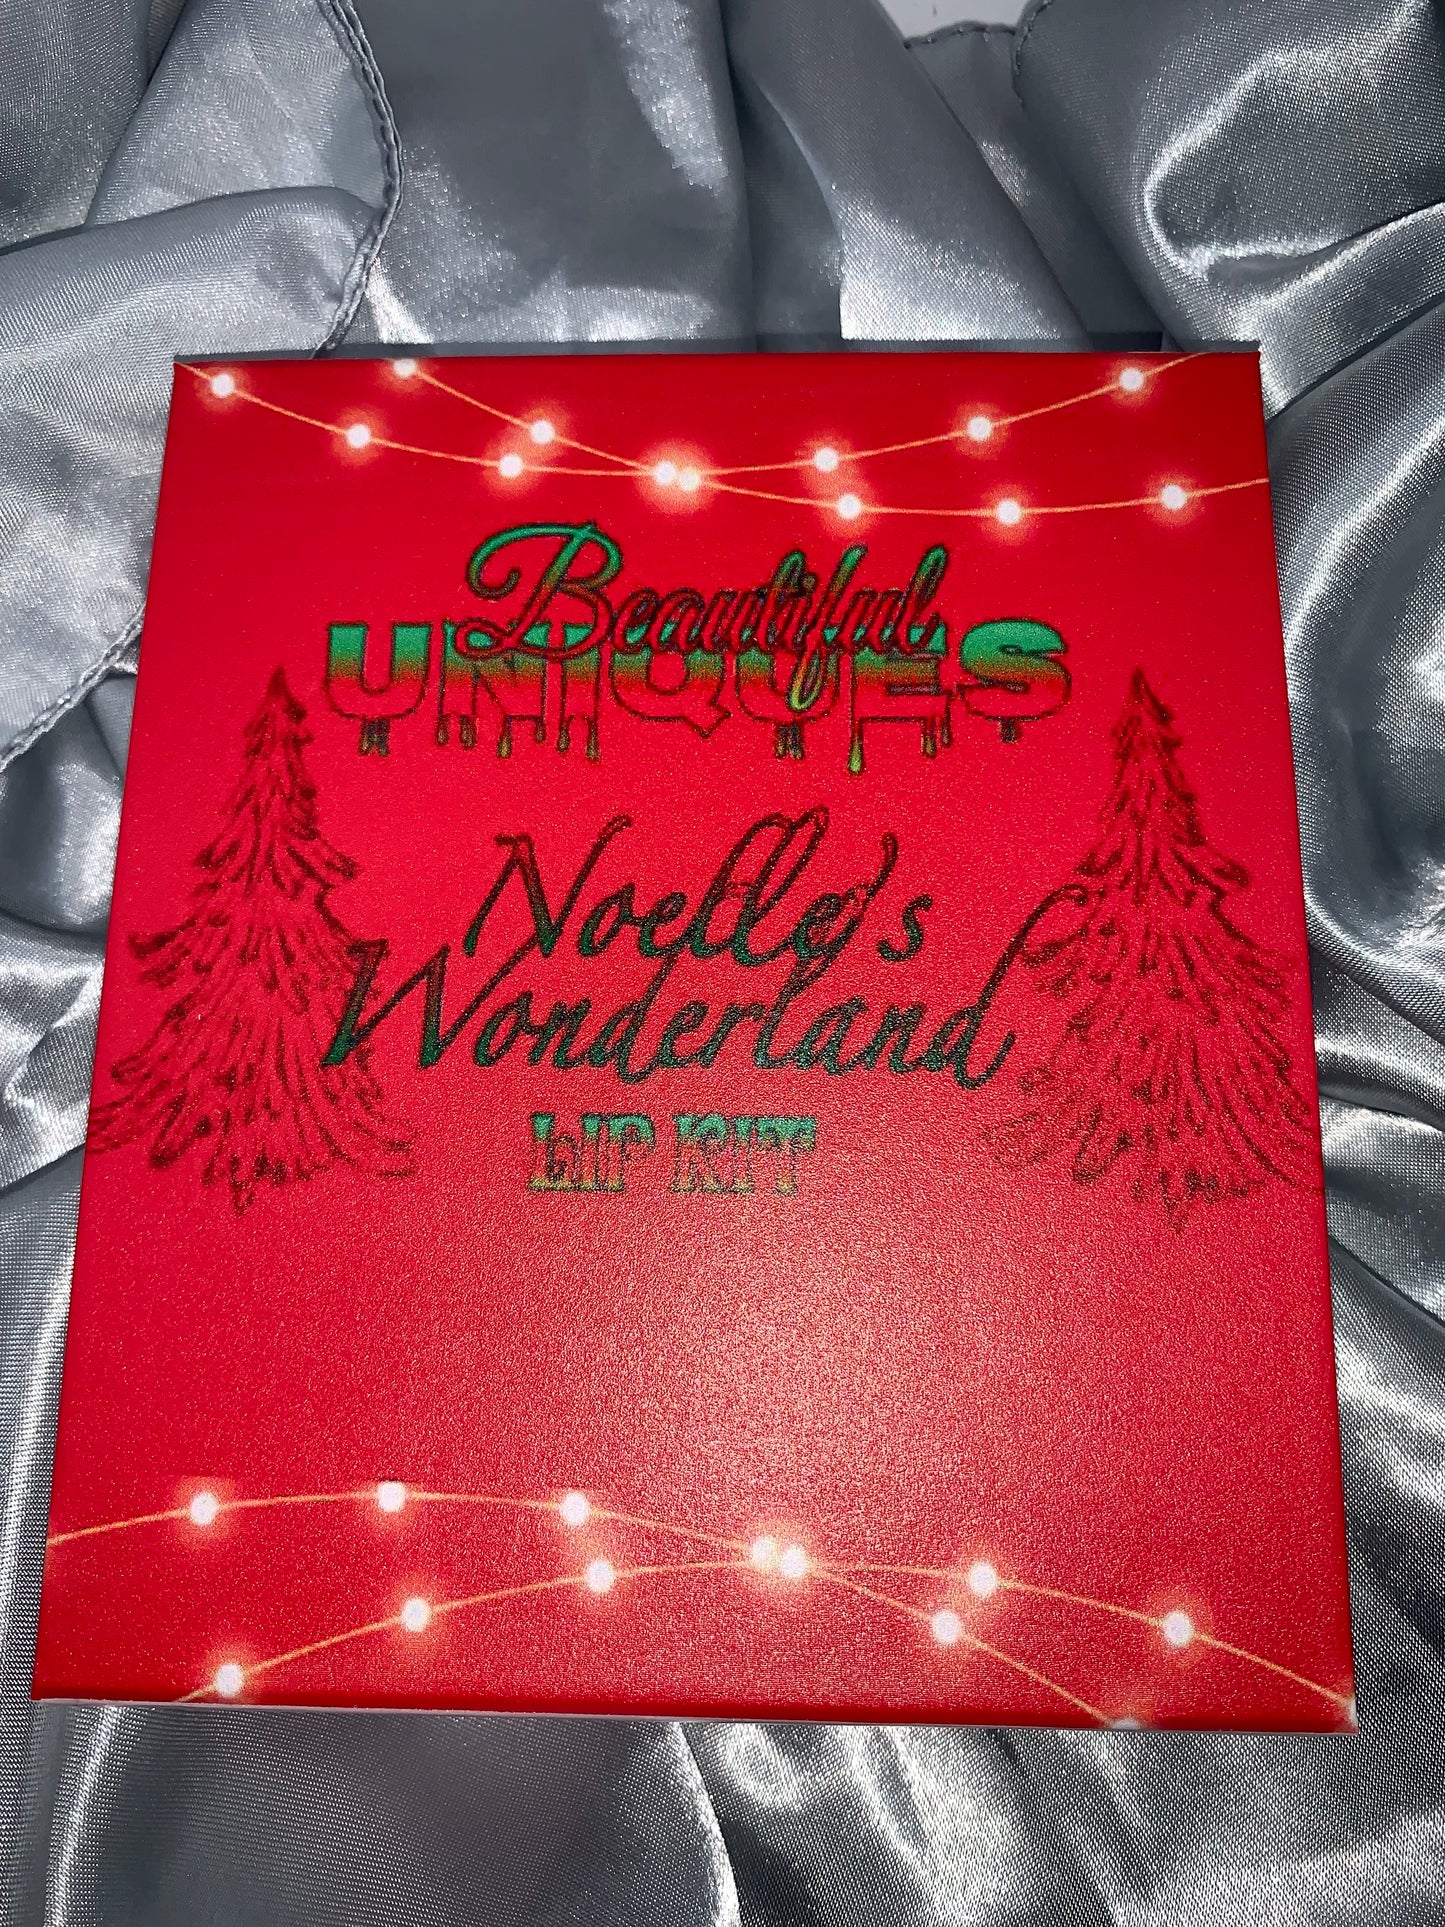 Beautiful
UNIQUES
Noelle's
Wonderland
LIP KIT